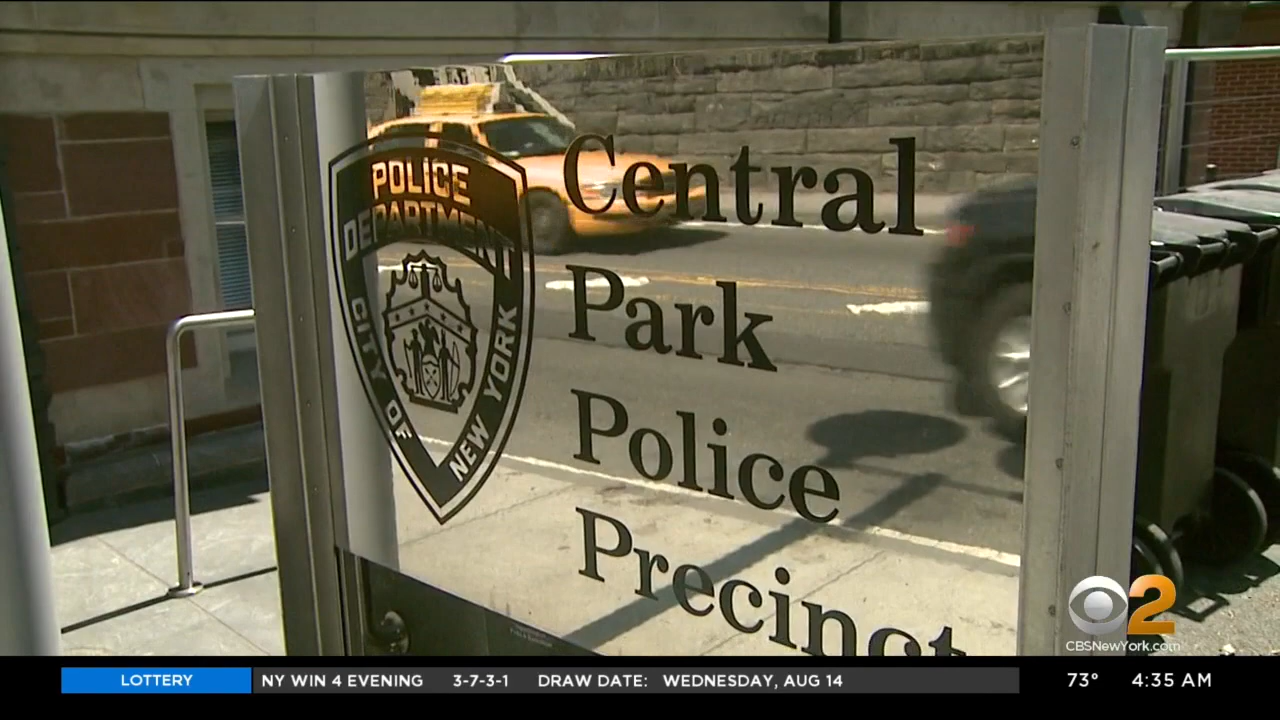 POLICE
DEPARTMENT
CITY OF
NEW YORK
Central
Park
Police
Precinct
2
CBSNewYork.com
LOTTERY NY WIN 4 EVENING 3-7-3-1 DRAW DATE: WEDNESDAY, AUG 14 73° 4:35 AM